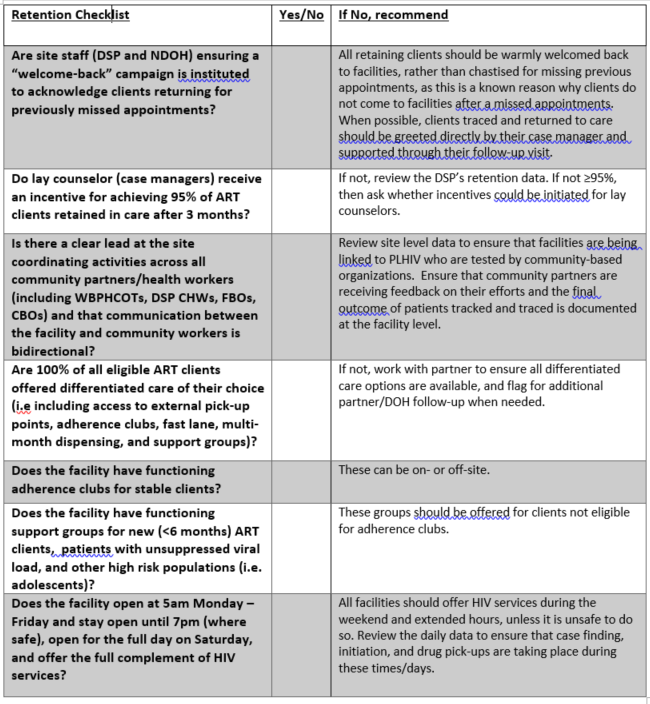 Retention Checklist
Yes/No
If No, recommend
Are site staff (DSP and NDOH) ensuring a
“welcome-back” campaign is instituted
to acknowledge clients returning for
previously missed appointments?
All retaining clients should be warmly welcomed back
to facilities, rather than chastised for missing previous
appointments, as this is a known reason why clients do
not come to facilities after a missed appointments.
When possible, clients traced and returned to care
should be greeted directly by their case manager and
supported through their follow-up visit.
Do lay counselor (case managers) receive
an incentive for achieving 95% of ART
clients retained in care after 3 months?
If not, review the DSP’s retention data. If not ≥95%,
then ask whether incentives could be initiated for lay
counselors.
Is there a clear lead at the site
coordinating activities across all
community partners/health workers
(including WBPHCOTs, DSP CHWs, FBOs,
CBOs) and that communication between
the facility and community workers is
bidirectional?
Review site level data to ensure that facilities are being
linked to PLHIV who are tested by community-based
organizations. Ensure that community partners are
receiving feedback on their efforts and the final
outcome of patients tracked and traced is documented
at the facility level.
Are 100% of all eligible ART clients
offered differentiated care of their choice
(i.e including access to external pick-up
points, adherence clubs, fast lane, multi-
month dispensing, and support groups)?
If not, work with partner to ensure all differentiated
care options are available, and flag for additional
partner/DOH follow-up when needed.
Does the facility have functioning
adherence clubs for stable clients?
These can be on- or off-site.
Does the facility have functioning
support groups for new (<6 months) ART
clients, patients with unsuppressed viral
load, and other high risk populations (i.e.
adolescents)?
These groups should be offered for clients not eligible
for adherence clubs.
Does the facility open at 5am Monday –
Friday and stay open until 7pm (where
safe), open for the full day on Saturday,
and offer the full complement of HIV
services?
All facilities should offer HIV services during the
weekend and extended hours, unless it is unsafe to do
so. Review the daily data to ensure that case finding,
initiation, and drug pick-ups are taking place during
these times/days.